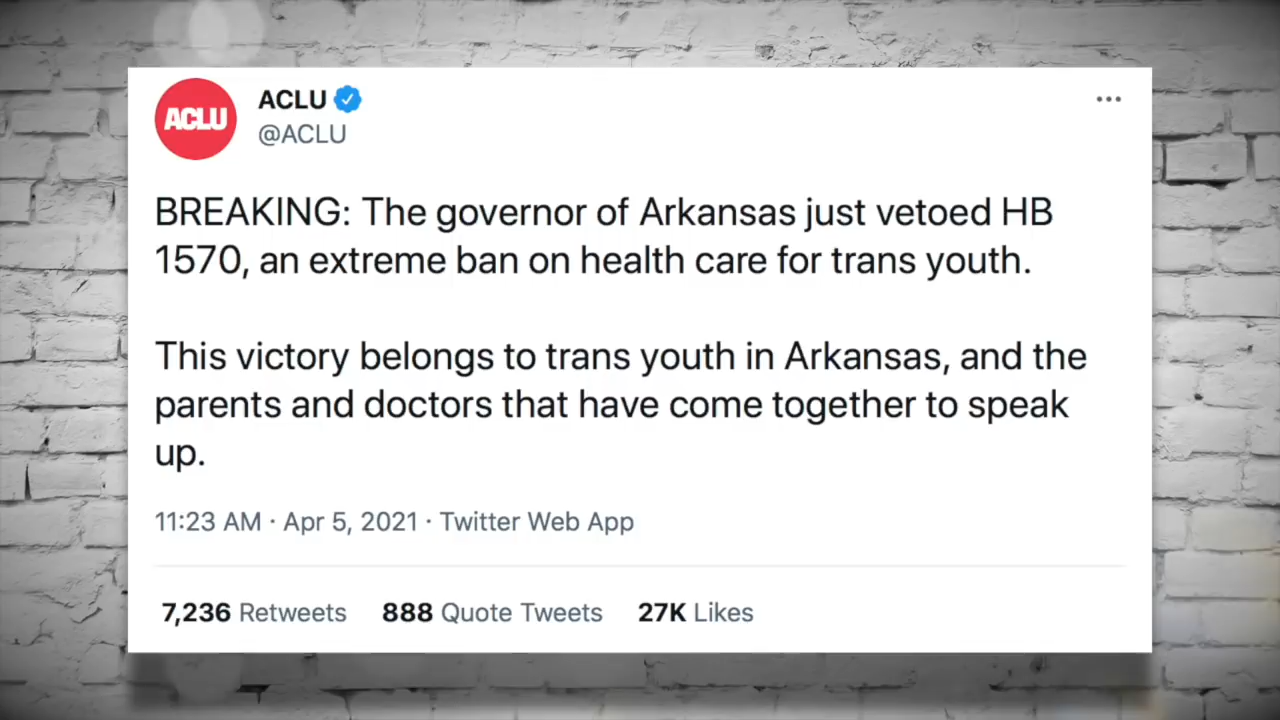 ACLU
ACLU
@ACLU
BREAKING: The governor of Arkansas just vetoed HB
1570, an extreme ban on health care for trans youth.
This victory belongs to trans youth in Arkansas, and the
parents and doctors that have come together to speak
up.
11:23 AM · Apr 5, 2021 · Twitter Web App
7,236 Retweets 888 Quote Tweets 27K Likes